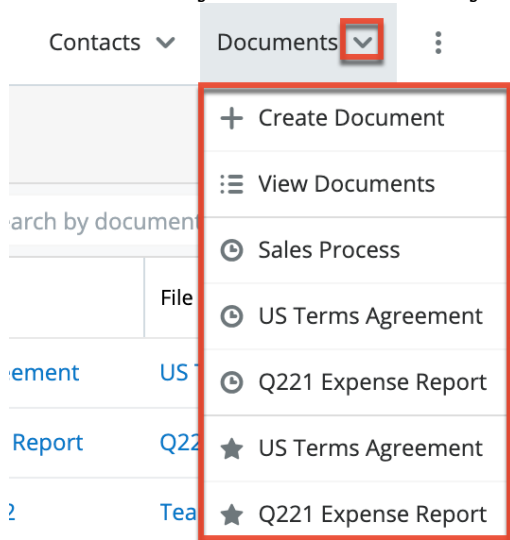 Contacts
Documents
Create Document
View Documents
arch by document
Sales Process
File
US Terms Agreement
ement
US
Q221 Expense Report
Report
Q22
US Terms Agreement
2
Tea
Q221 Expense Report